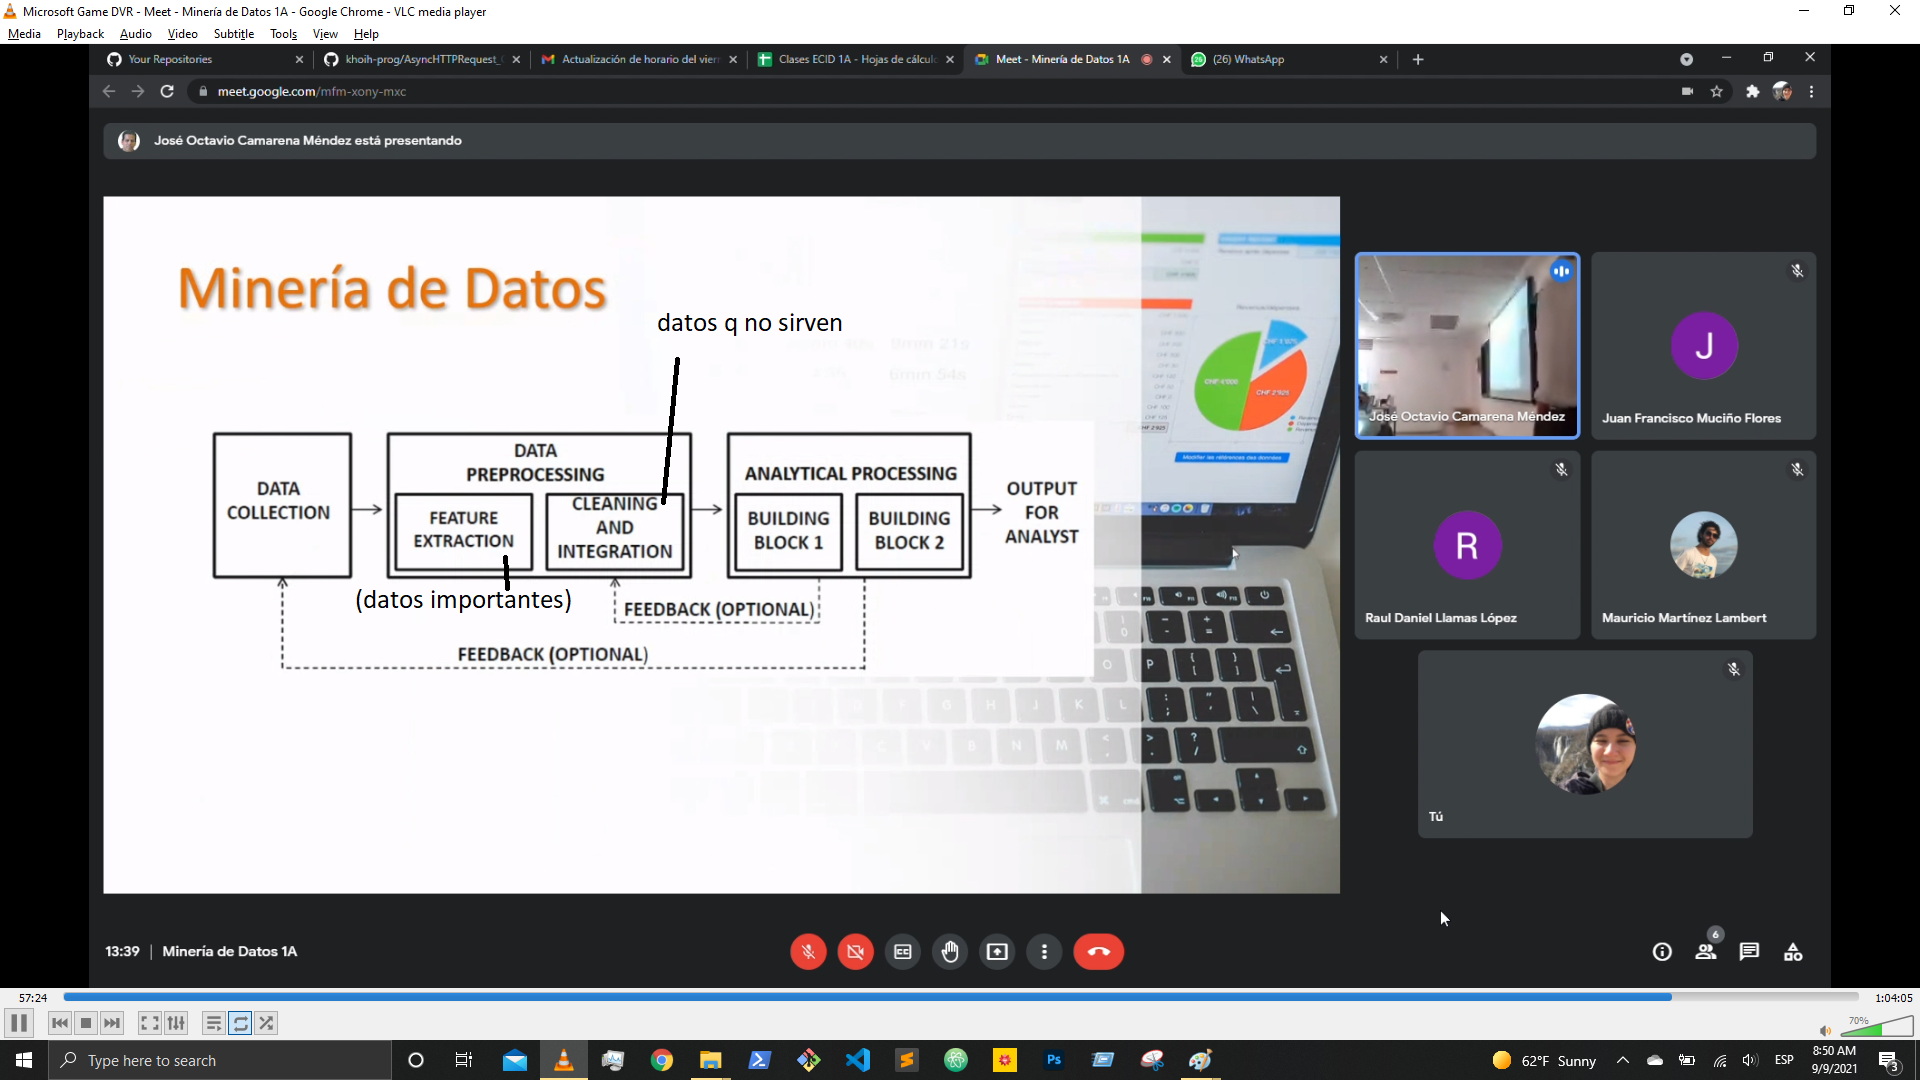 Microsoft Game DVR - Meet - Minería de Datos 1A - Google Chrome - VLC media player
Media Playback Audio Video Subtitle Tools View Help
Your Repositories
khoih-prog/AsyncHTTPRequest_
Actualización de horario del vier
Clases ECID 1A - Hojas de cálculo
Meet - Minería de Datos 1A
(26) WhatsApp
meet.google.com/mfm-xony-mxc
José Octavio Camarena Méndez está presentando
Minería de Datos
datos q no sirven
DATA
COLLECTION
DATA
PREPROCESSING
FEATURE
EXTRACTION
CLEANING
AND
INTEGRATION
ANALYTICAL PROCESSING
BUILDING
BLOCK 1
BUILDING
BLOCK 2
OUTPUT
FOR
ANALYST
(datos importantes)
FEEDBACK (OPTIONAL)
FEEDBACK (OPTIONAL)
José Octavio Camarena Méndez
J
Juan Francisco Muciño Flores
R
Raul Daniel Llamas López
Mauricio Martínez Lambert
Tú
13:39 | Minería de Datos 1A
6
57:24
1:04:05
70%
Type here to search
62°F Sunny
ESP
8:50 AM
9/9/2021
3